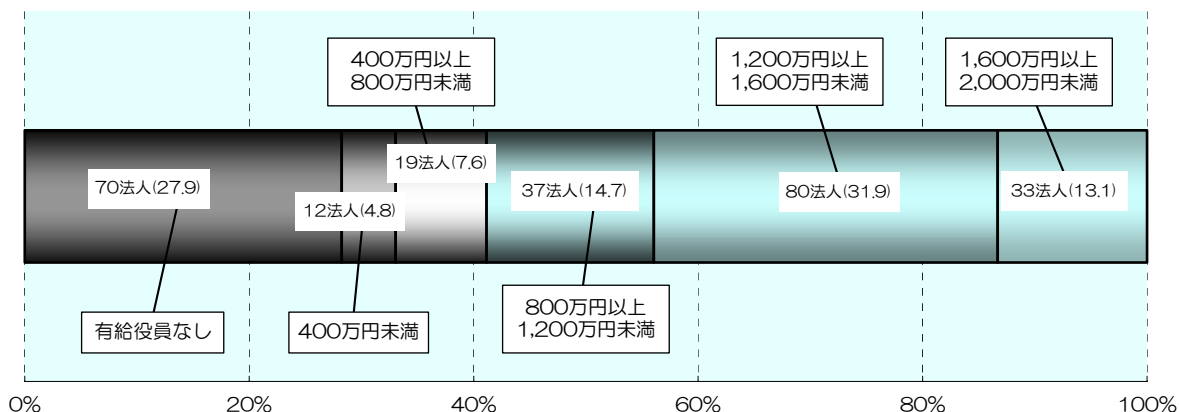 400万円以上
800万円未満
1,200万円以上
1,600万円未満
1,600万円以上
2,000万円未満
70法人(27.9)
12法人(4.8)
19法人(7.6)
37法人(14.7)
80法人(31.9)
33法人(13.1)
有給役員なし
400万円未満
800万円以上
1,200万円未満
0%
20%
40%
60%
80%
100%